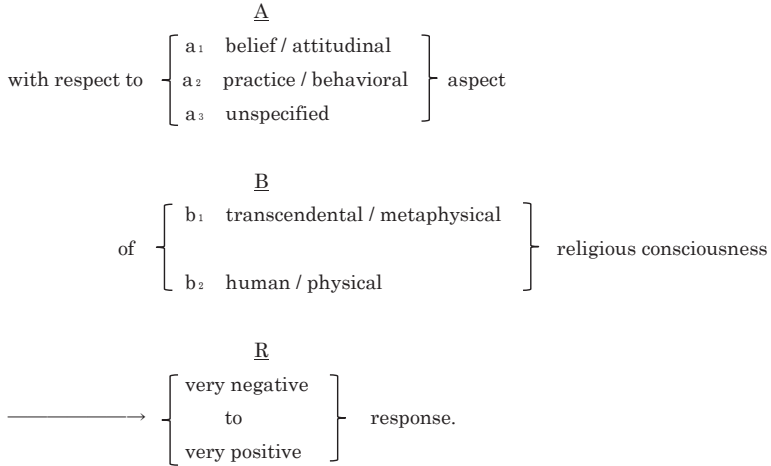 A
a₁ belief / attitudinal
with respect to a₂ practice / behavioral aspect
a₃ unspecified
B
b₁ transcendental / metaphysical
of religious consciousness
b₂ human / physical
R
very negative
to response.
very positive